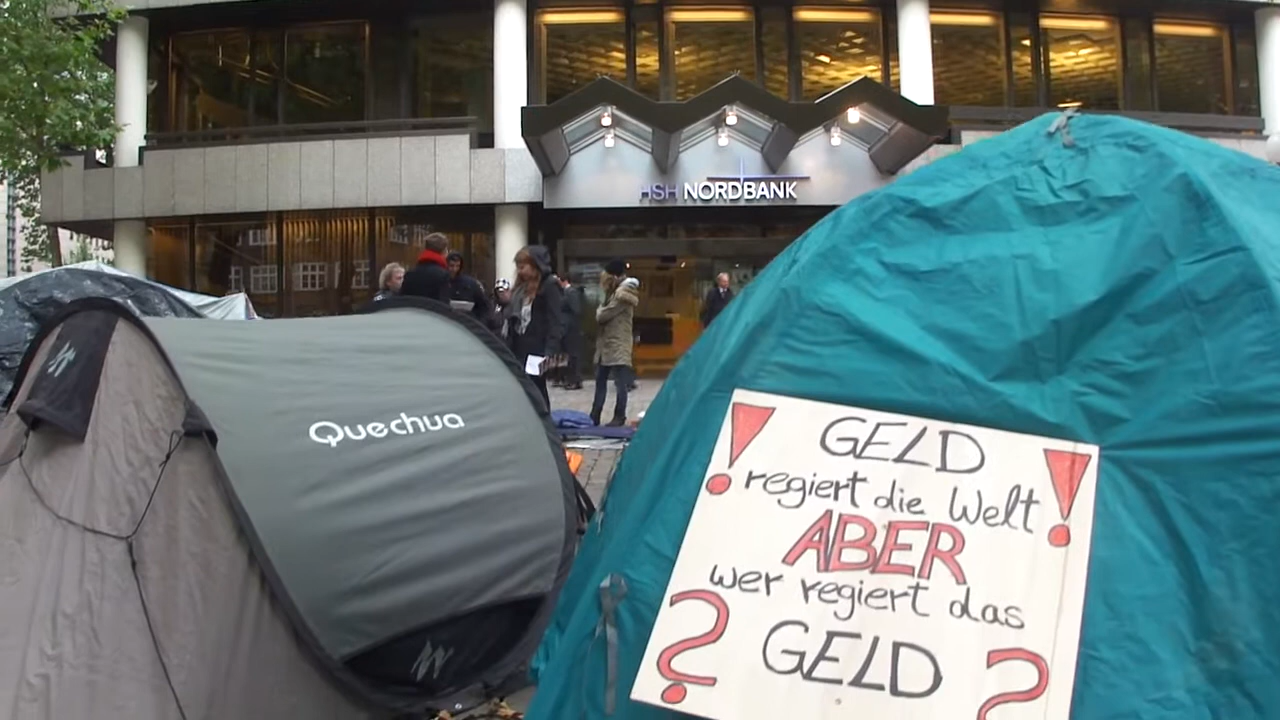 HSH NORDBANK
Quechua
! GELD !
regiert die Welt
ABER
wer regiert das
? GELD ?